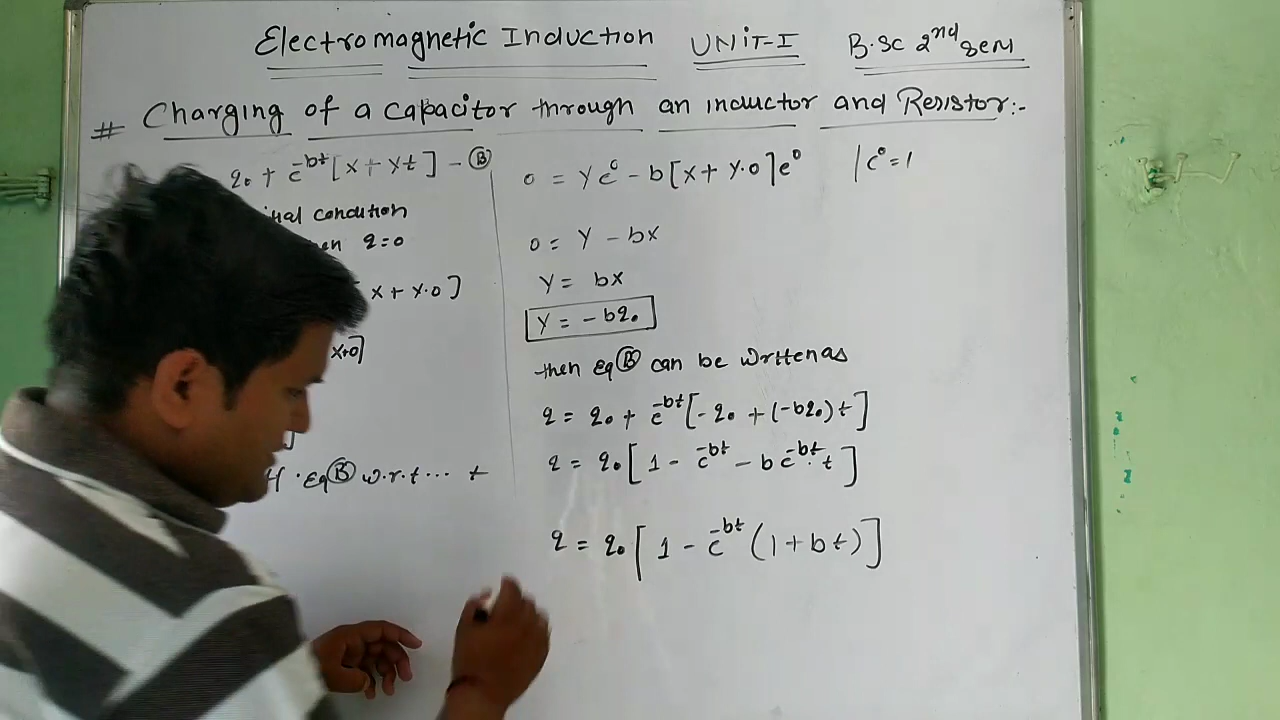 Electromagnetic Induction UNIT-I B.Sc 2nd sem
# Charging of a capacitor through an inductor and Resistor:-
q₀ + e^-bt [x + yt] - (B)
condition
q=0
x + y·0]
x+0]
Eq (B) w.r.t... t
0 = ye⁰ - b[x + y·0]e⁰ | e⁰ = 1
0 = y - bx
y = bx
y = -bq₀
then Eq (B) can be written as
q = q₀ + e^-bt [-q₀ + (-bq₀)t]
q = q₀ [1 - e^-bt - b e^-bt·t]
q = q₀ [1 - e^-bt (1 + bt)]